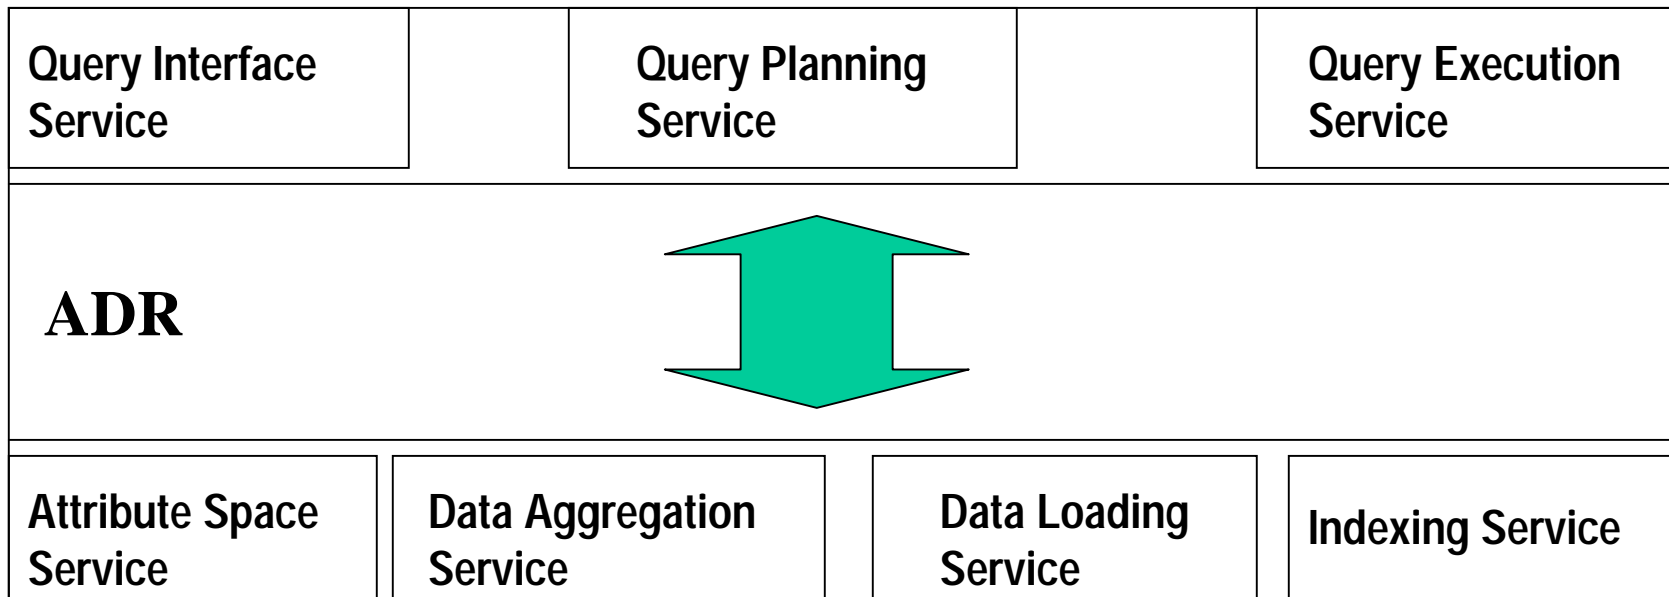 Query Interface
Service
Query Planning
Service
Query Execution
Service
ADR
Attribute Space
Service
Data Aggregation
Service
Data Loading
Service
Indexing Service